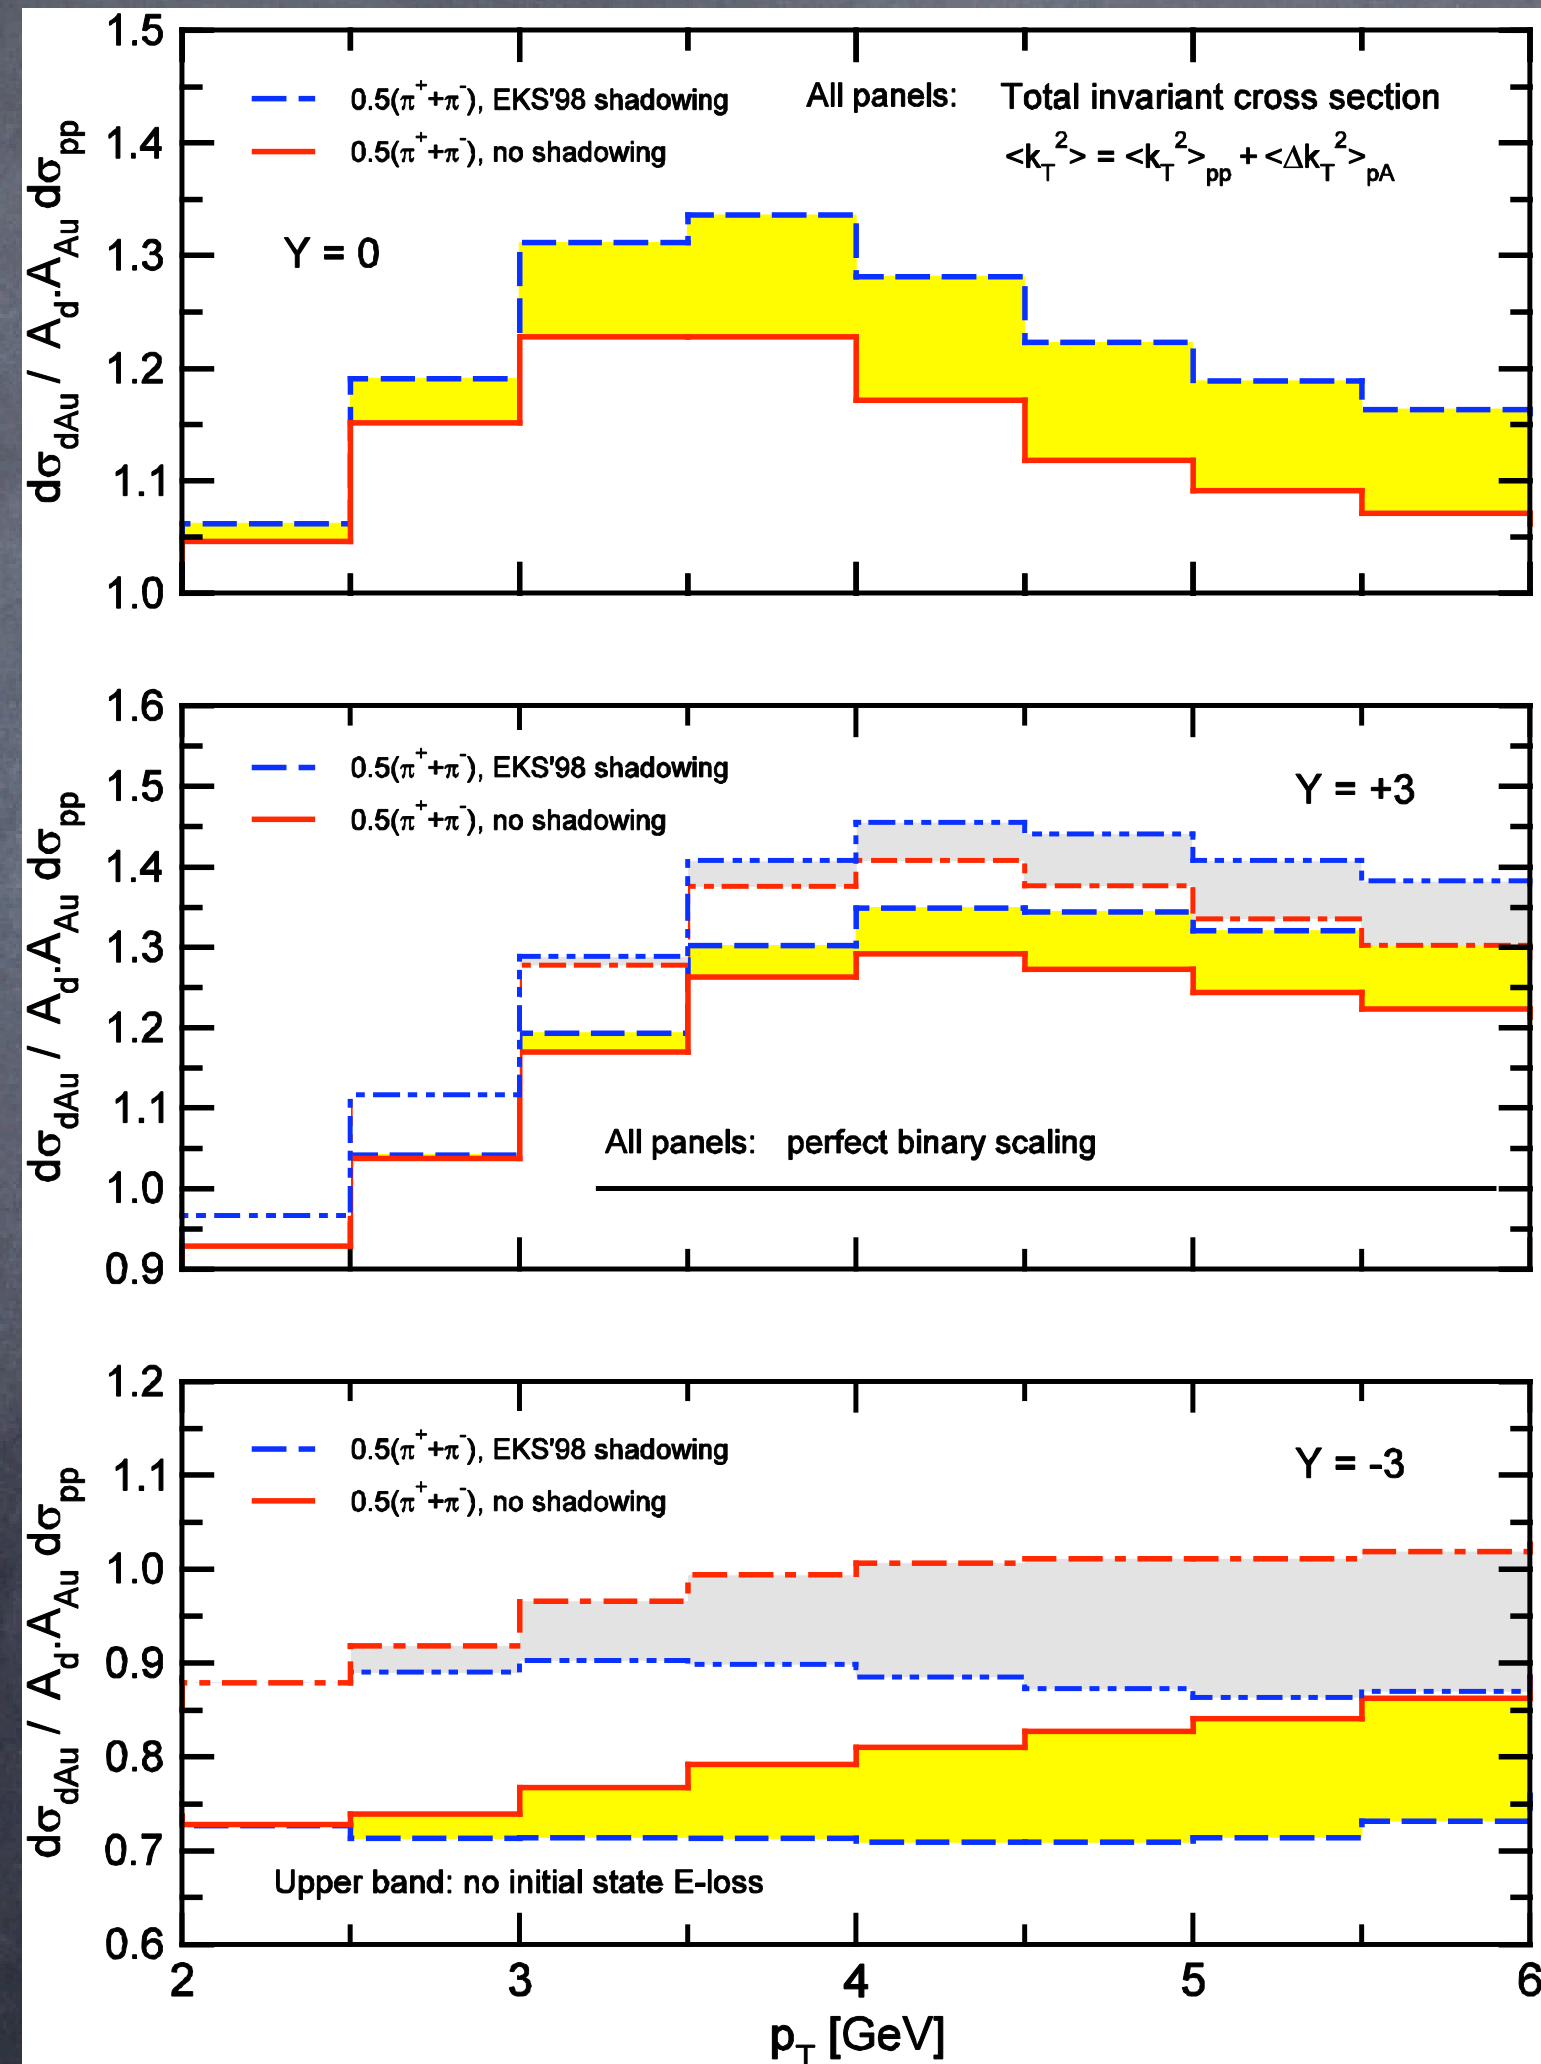 1.5
0.5(π⁺+π⁻), EKS'98 shadowing
All panels: Total invariant cross section
1.4
0.5(π⁺+π⁻), no shadowing
<k_T²> = <k_T²>_pp + <Δk_T²>_pA
1.3
Y = 0
1.2
1.1
1.0
dσ_dAu / A_d.A_Au dσ_pp
1.6
0.5(π⁺+π⁻), EKS'98 shadowing
1.5
Y = +3
0.5(π⁺+π⁻), no shadowing
1.4
1.3
1.2
1.1
All panels: perfect binary scaling
1.0
0.9
dσ_dAu / A_d.A_Au dσ_pp
1.2
0.5(π⁺+π⁻), EKS'98 shadowing
Y = -3
1.1
0.5(π⁺+π⁻), no shadowing
1.0
0.9
0.8
0.7
Upper band: no initial state E-loss
0.6
dσ_dAu / A_d.A_Au dσ_pp
2 3 4 5 6
p_T [GeV]